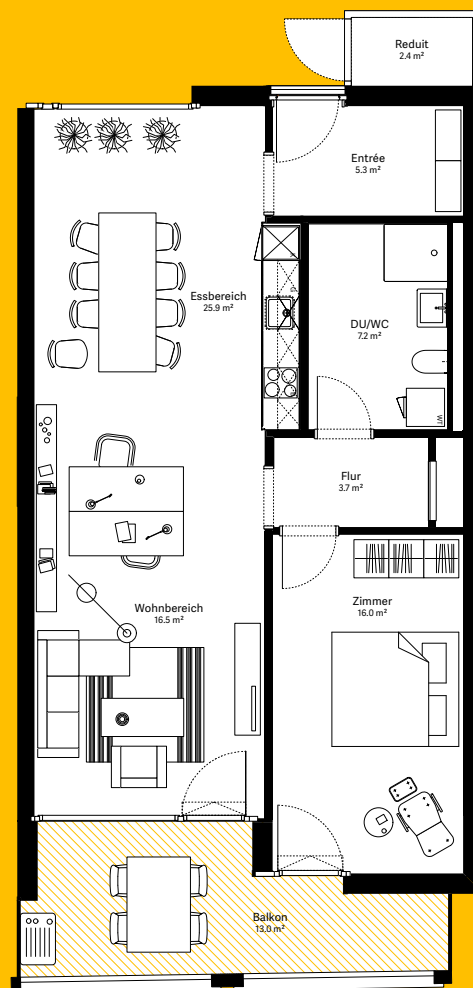 Reduit
2.4 m²
Entrée
5.3 m²
Essbereich
25.9 m²
DU/WC
7.2 m²
WT
Flur
3.7 m²
Wohnbereich
16.5 m²
Zimmer
16.0 m²
Balkon
13.0 m²